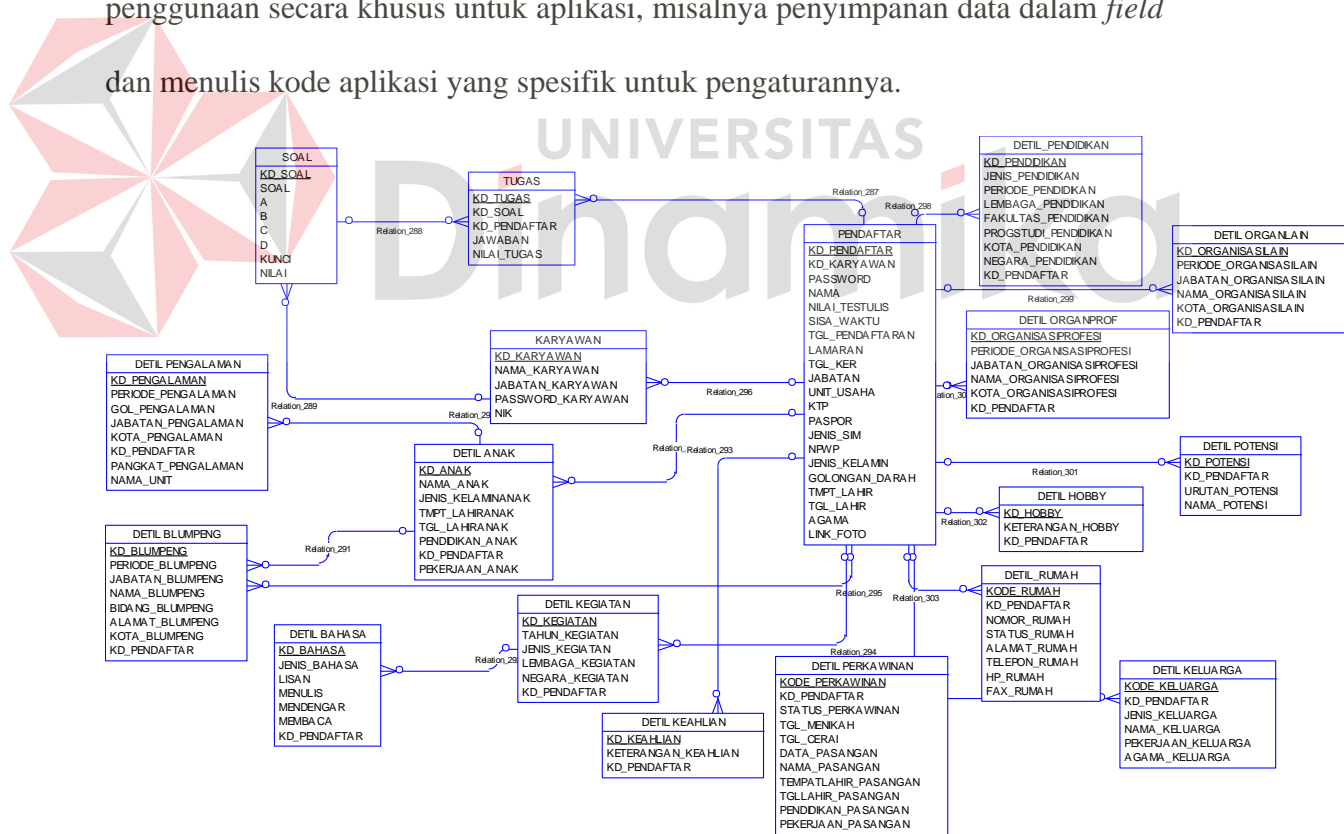 penggunaan secara khusus untuk aplikasi, misalnya penyimpanan data dalam field
dan menulis kode aplikasi yang spesifik untuk pengaturannya.
UNIVERSITAS
Dinamika
SOAL
KD_SOAL
SOAL
A
B
C
D
KUNCI
NILAI
Relation_288
TUGAS
KD_TUGAS
KD_SOAL
KD_PENDAFTAR
JAWABAN
NILAI_TUGAS
Relation_287
Relation_298
DETIL_PENDIDIKAN
KD_PENDIDIKAN
JENIS_PENDIDIKAN
PERIODE_PENDIDIKAN
LEMBAGA_PENDIDIKAN
FAKULTAS_PENDIDIKAN
PROGSTUDI_PENDIDIKAN
KOTA_PENDIDIKAN
NEGARA_PENDIDIKAN
KD_PENDAFTAR
DETIL ORGANLAIN
KD_ORGANISASILAIN
PERIODE_ORGANISASILAIN
JABATAN_ORGANISASILAIN
NAMA_ORGANISASILAIN
KOTA_ORGANISASILAIN
KD_PENDAFTAR
Relation_299
PENDAFTAR
KD_PENDAFTAR
KD_KARYAWAN
PASSWORD
NAMA
NILAI_TESTULIS
SISA_WAKTU
TGL_PENDAFTARAN
LAMARAN
TGL_KER
JABATAN
UNIT_USAHA
KTP
PASPOR
JENIS_SIM
NPWP
JENIS_KELAMIN
GOLONGAN_DARAH
TMPT_LAHIR
TGL_LAHIR
AGAMA
LINK_FOTO
DETIL ORGANPROF
KD_ORGANISASIPROFESI
PERIODE_ORGANISASIPROFESI
JABATAN_ORGANISASIPROFESI
NAMA_ORGANISASIPROFESI
KOTA_ORGANISASIPROFESI
KD_PENDAFTAR
ation_30
KARYAWAN
KD_KARYAWAN
NAMA_KARYAWAN
JABATAN_KARYAWAN
PASSWORD_KARYAWAN
NIK
Relation_296
Relation_289
DETIL PENGALAMAN
KD_PENGALAMAN
PERIODE_PENGALAMAN
GOL_PENGALAMAN
JABATAN_PENGALAMAN
KOTA_PENGALAMAN
KD_PENDAFTAR
PANGKAT_PENGALAMAN
NAMA_UNIT
Relation_29
DETIL ANAK
KD_ANAK
NAMA_ANAK
JENIS_KELAMINANAK
TMPT_LAHIRANAK
TGL_LAHIRANAK
PENDIDIKAN_ANAK
KD_PENDAFTAR
PEKERJAAN_ANAK
Relation_
Relation_293
DETIL POTENSI
KD_POTENSI
KD_PENDAFTAR
URUTAN_POTENSI
NAMA_POTENSI
Relation_301
DETIL HOBBY
KD_HOBBY
KETERANGAN_HOBBY
KD_PENDAFTAR
Relation_302
DETIL BLUMPENG
KD_BLUMPENG
PERIODE_BLUMPENG
JABATAN_BLUMPENG
NAMA_BLUMPENG
BIDANG_BLUMPENG
ALAMAT_BLUMPENG
KOTA_BLUMPENG
KD_PENDAFTAR
Relation_291
Relation_295
Relation_303
DETIL_RUMAH
KODE_RUMAH
KD_PENDAFTAR
NOMOR_RUMAH
STATUS_RUMAH
ALAMAT_RUMAH
TELEPON_RUMAH
HP_RUMAH
FAX_RUMAH
DETIL KEGIATAN
KD_KEGIATAN
TAHUN_KEGIATAN
JENIS_KEGIATAN
LEMBAGA_KEGIATAN
NEGARA_KEGIATAN
KD_PENDAFTAR
Relation_294
DETIL BAHASA
KD_BAHASA
JENIS_BAHASA
LISAN
MENULIS
MENDENGAR
MEMBACA
KD_PENDAFTAR
Relation_29
DETIL PERKAWINAN
KODE_PERKAWINAN
KD_PENDAFTAR
STATUS_PERKAWINAN
TGL_MENIKAH
TGL_CERAI
DATA_PASANGAN
NAMA_PASANGAN
TEMPATLAHIR_PASANGAN
TGLLAHIR_PASANGAN
PENDIDIKAN_PASANGAN
PEKERJAAN_PASANGAN
DETIL KELUARGA
KODE_KELUARGA
KD_PENDAFTAR
JENIS_KELUARGA
NAMA_KELUARGA
PEKERJAAN_KELUARGA
AGAMA_KELUARGA
DETIL KEAHLIAN
KD_KEAHLIAN
KETERANGAN_KEAHLIAN
KD_PENDAFTAR